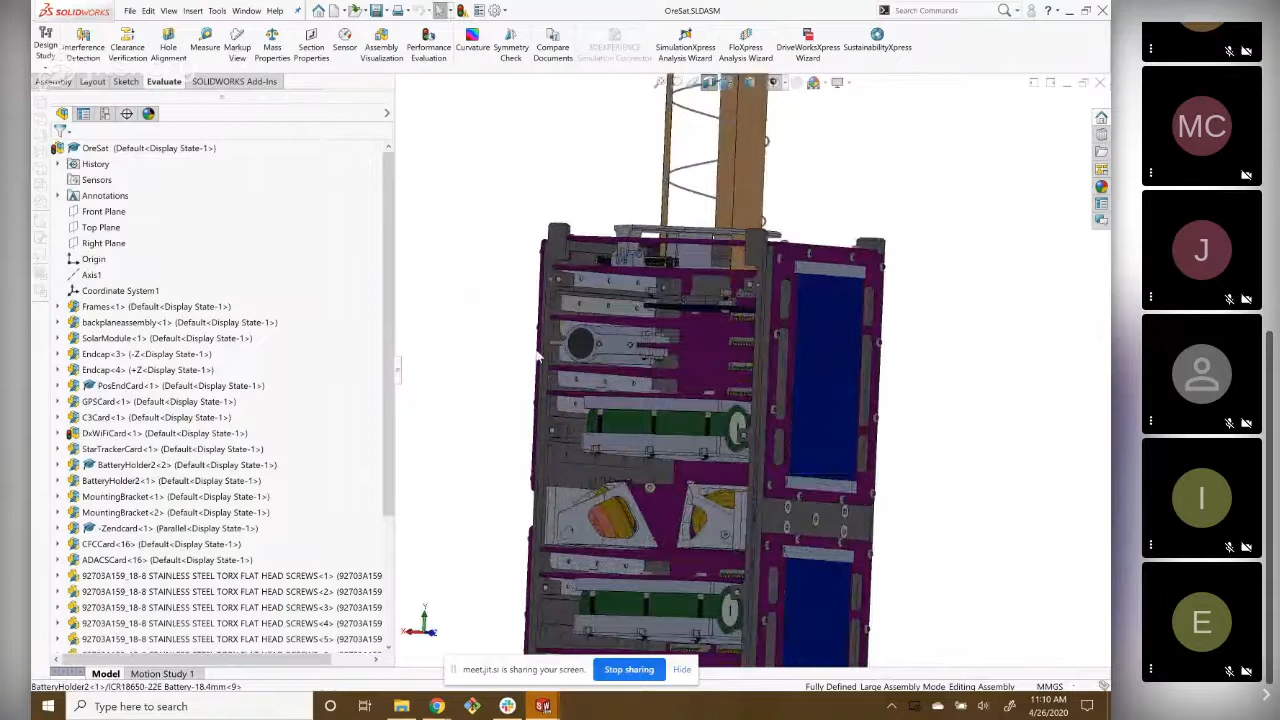 SOLIDWORKS File Edit View Insert Tools Window OreSat.SLDASM Search Commands
Design Study
Interference Detection
Clearance Verification
Hole Alignment
Measure
Markup View
Mass Properties
Section Properties
Sensor
Assembly Visualization
Performance Evaluation
Curvature
Symmetry Check
Compare Documents
3DEXPERIENCE Simulation Connector
SimulationXpress Analysis Wizard
FloXpress Analysis Wizard
DriveWorksXpress Wizard
SustainabilityXpress
Assembly Layout Sketch Evaluate SOLIDWORKS Add-Ins
OreSat (Default<Display State-1>)
History
Sensors
Annotations
Front Plane
Top Plane
Right Plane
Origin
Axis1
Coordinate System1
Frames<1> (Default<Display State-1>)
backplaneassembly<1> (Default<Display State-1>)
SolarModule<1> (Default<Display State-1>)
Endcap<3> (-Z<Display State-1>)
Endcap<4> (+Z<Display State-1>)
PosEndCard<1> (Default<Display State-1>)
GPSCard<1> (Default<Display State-1>)
C3Card<1> (Default<Display State-1>)
DxWiFiCard<1> (Default<Display State-1>)
StarTrackerCard<1> (Default<Display State-1>)
BatteryHolder2<2> (Default<Display State-1>)
BatteryHolder2<1> (Default<Display State-1>)
MountingBracket<1> (Default<Display State-1>)
MountingBracket<2> (Default<Display State-1>)
-Zendcard<1> (Parallel<Display State-1>)
CFCCard<16> (Default<Display State-1>)
ADACSCard<16> (Default<Display State-1>)
92703A159_18-8 STAINLESS STEEL TORX FLAT HEAD SCREWS<1> (92703A159
92703A159_18-8 STAINLESS STEEL TORX FLAT HEAD SCREWS<2> (92703A159
92703A159_18-8 STAINLESS STEEL TORX FLAT HEAD SCREWS<3> (92703A159
92703A159_18-8 STAINLESS STEEL TORX FLAT HEAD SCREWS<4> (92703A159
Y
X
MC
J
I
E
Model Motion Study 1
meet.jit.si is sharing your screen. Stop sharing Hide
BatteryHolder2<1>/ICR18650-22E Battery-18.4mm<9> Fully Defined Large Assembly Mode Editing Assembly MMGS
Type here to search
11:10 AM
4/26/2020